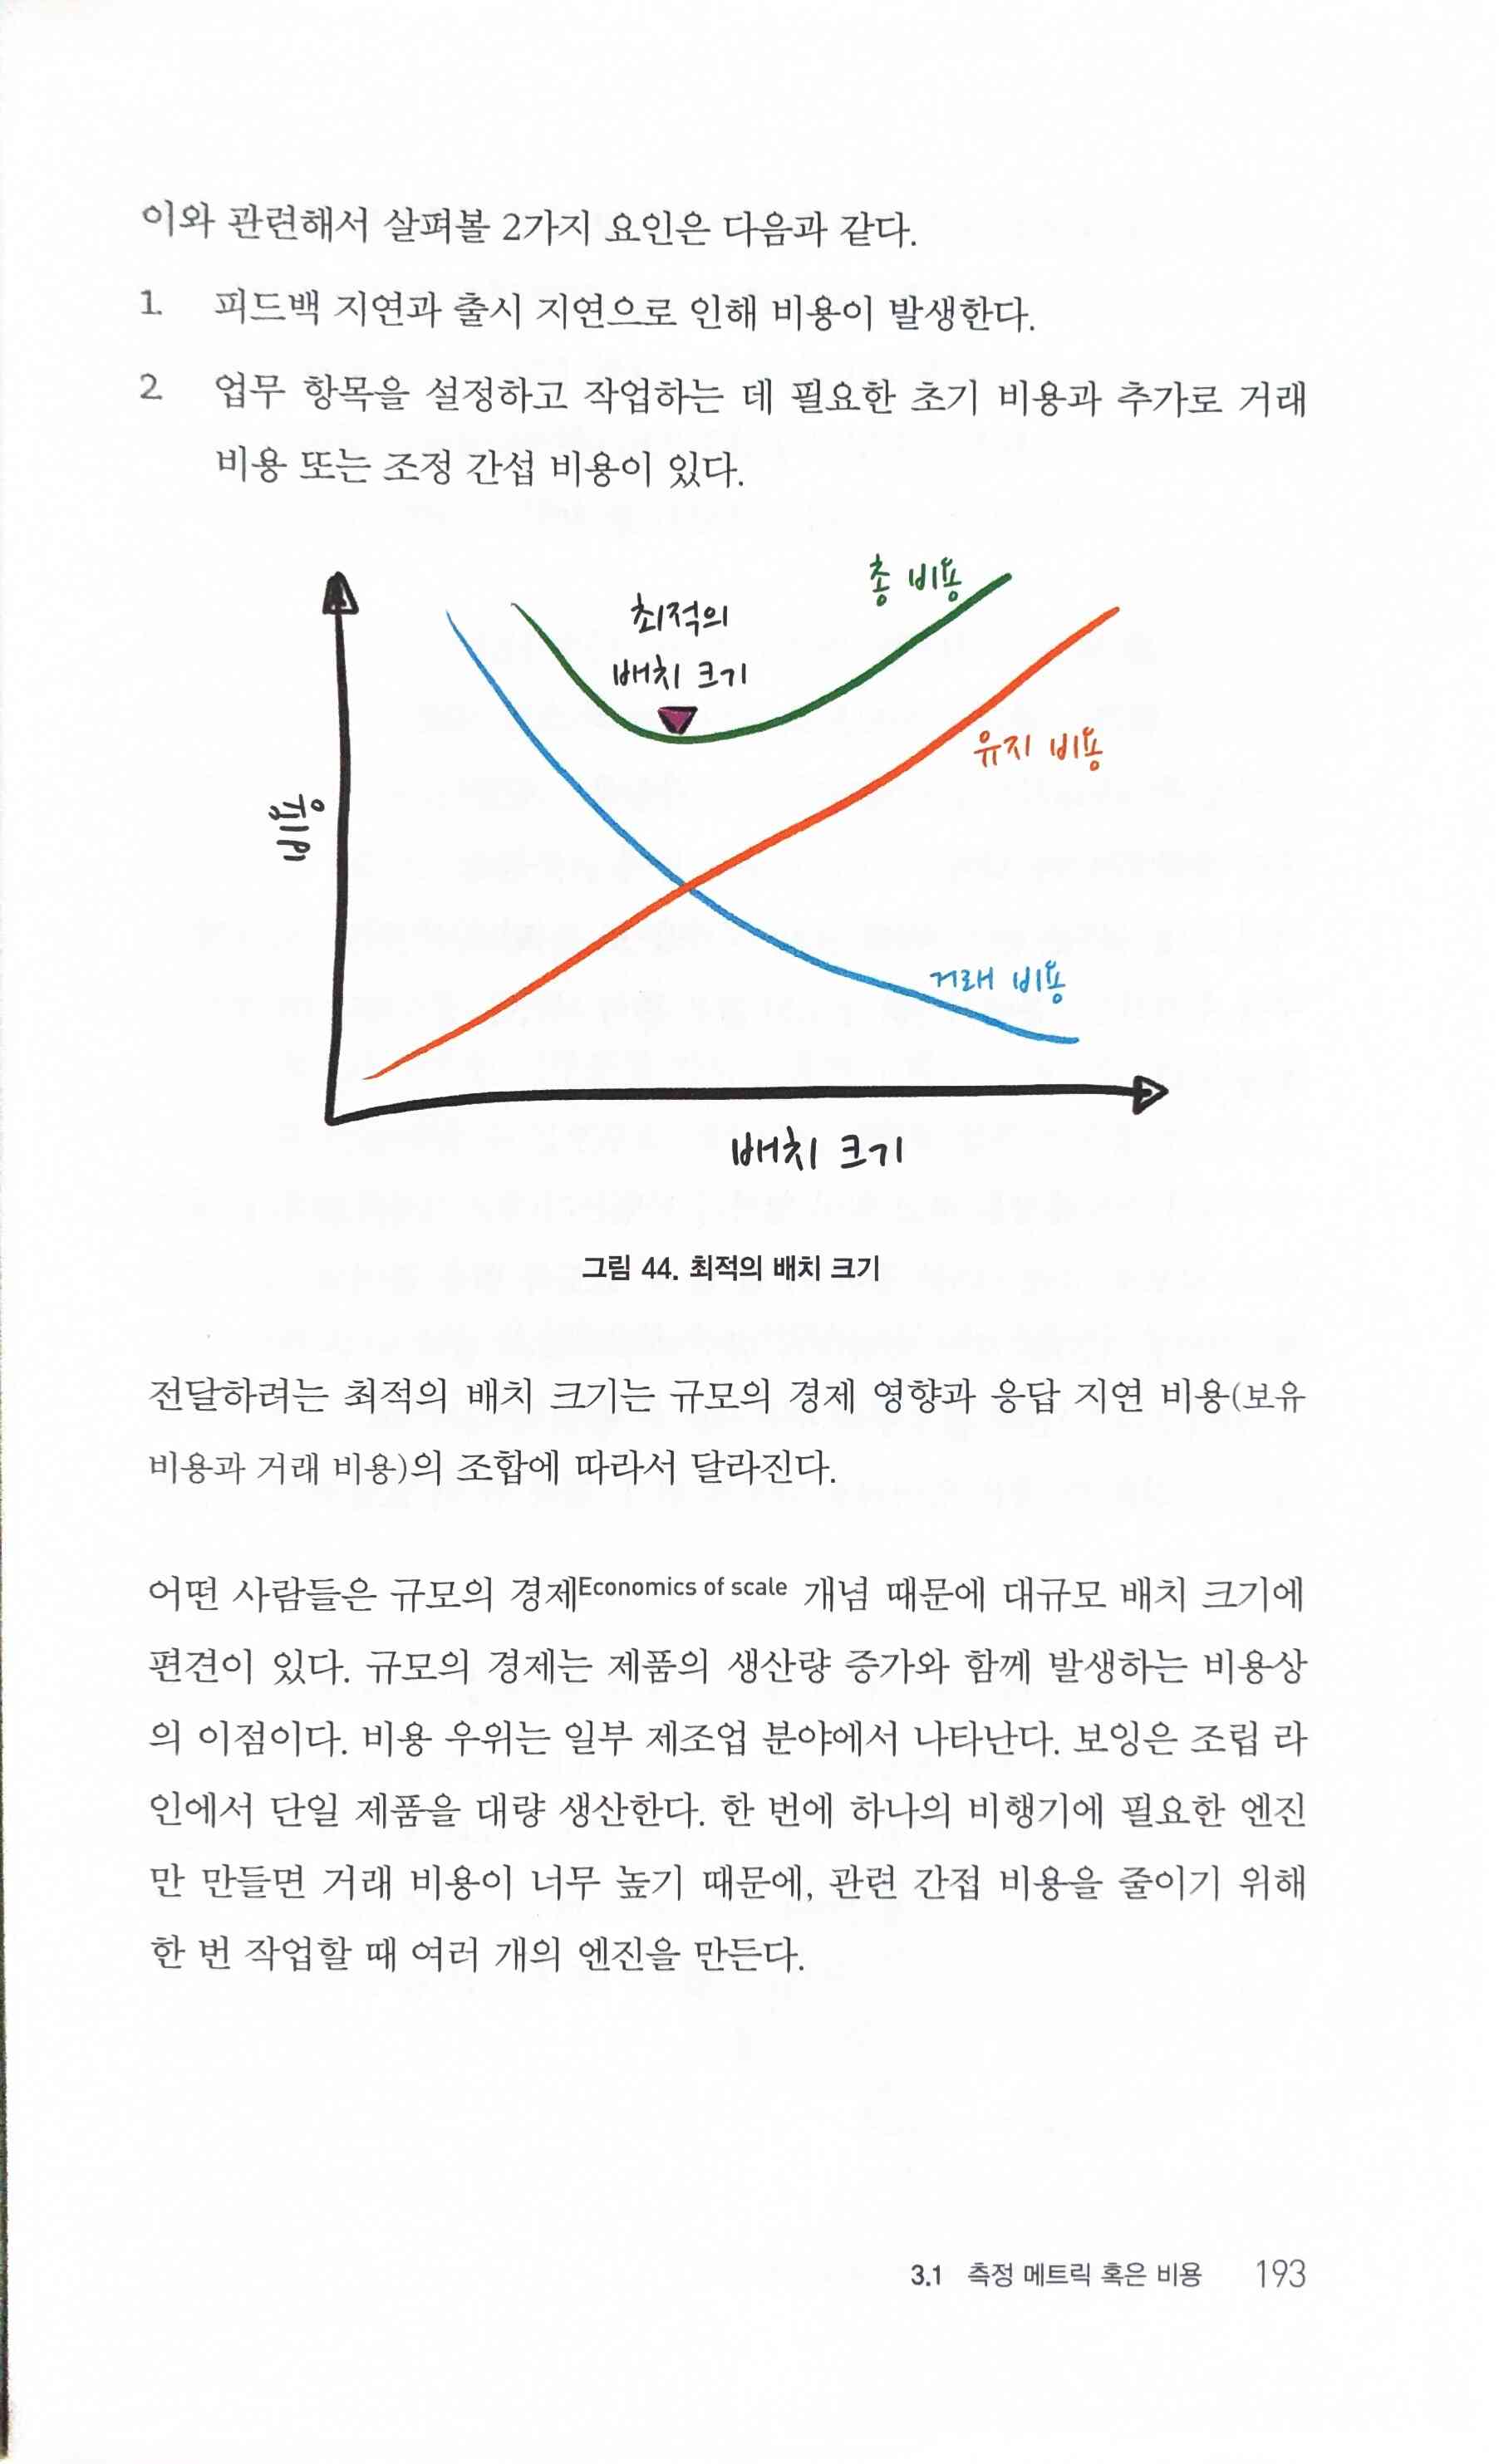 이와 관련해서 살펴볼 2가지 요인은 다음과 같다.
1 피드백 지연과 출시 지연으로 인해 비용이 발생한다.
2 업무 항목을 설정하고 작업하는 데 필요한 초기 비용과 추가로 거래
비용 또는 조정 간섭 비용이 있다.
총 비용
최적의
배치 크기
유지 비용
비용
거래 비용
배치 크기
그림 44. 최적의 배치 크기
전달하려는 최적의 배치 크기는 규모의 경제 영향과 응답 지연 비용(보유
비용과 거래 비용)의 조합에 따라서 달라진다.
어떤 사람들은 규모의 경제Economics of scale 개념 때문에 대규모 배치 크기에
편견이 있다. 규모의 경제는 제품의 생산량 증가와 함께 발생하는 비용상
의 이점이다. 비용 우위는 일부 제조업 분야에서 나타난다. 보잉은 조립 라
인에서 단일 제품을 대량 생산한다. 한 번에 하나의 비행기에 필요한 엔진
만 만들면 거래 비용이 너무 높기 때문에, 관련 간접 비용을 줄이기 위해
한 번 작업할 때 여러 개의 엔진을 만든다.
3.1 측정 메트릭 혹은 비용 193